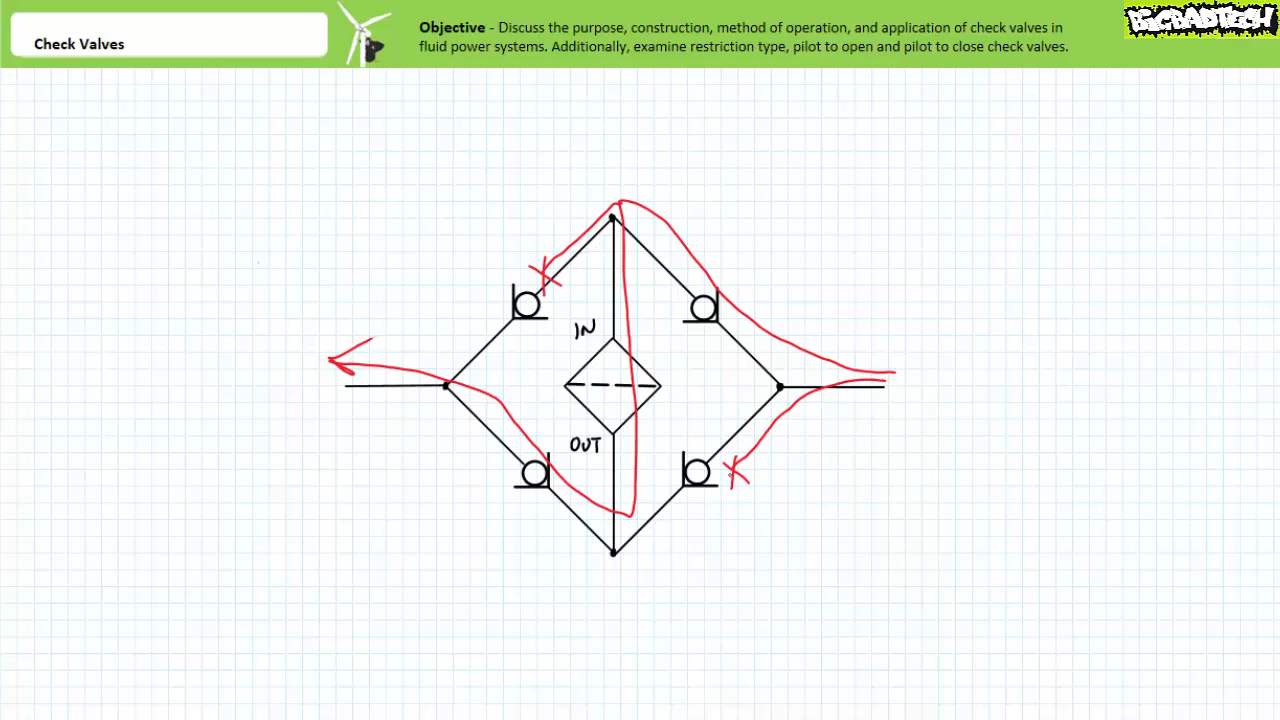 Check Valves
Objective - Discuss the purpose, construction, method of operation, and application of check valves in
fluid power systems. Additionally, examine restriction type, pilot to open and pilot to close check valves.
BIGBADTECH
IN
OUT